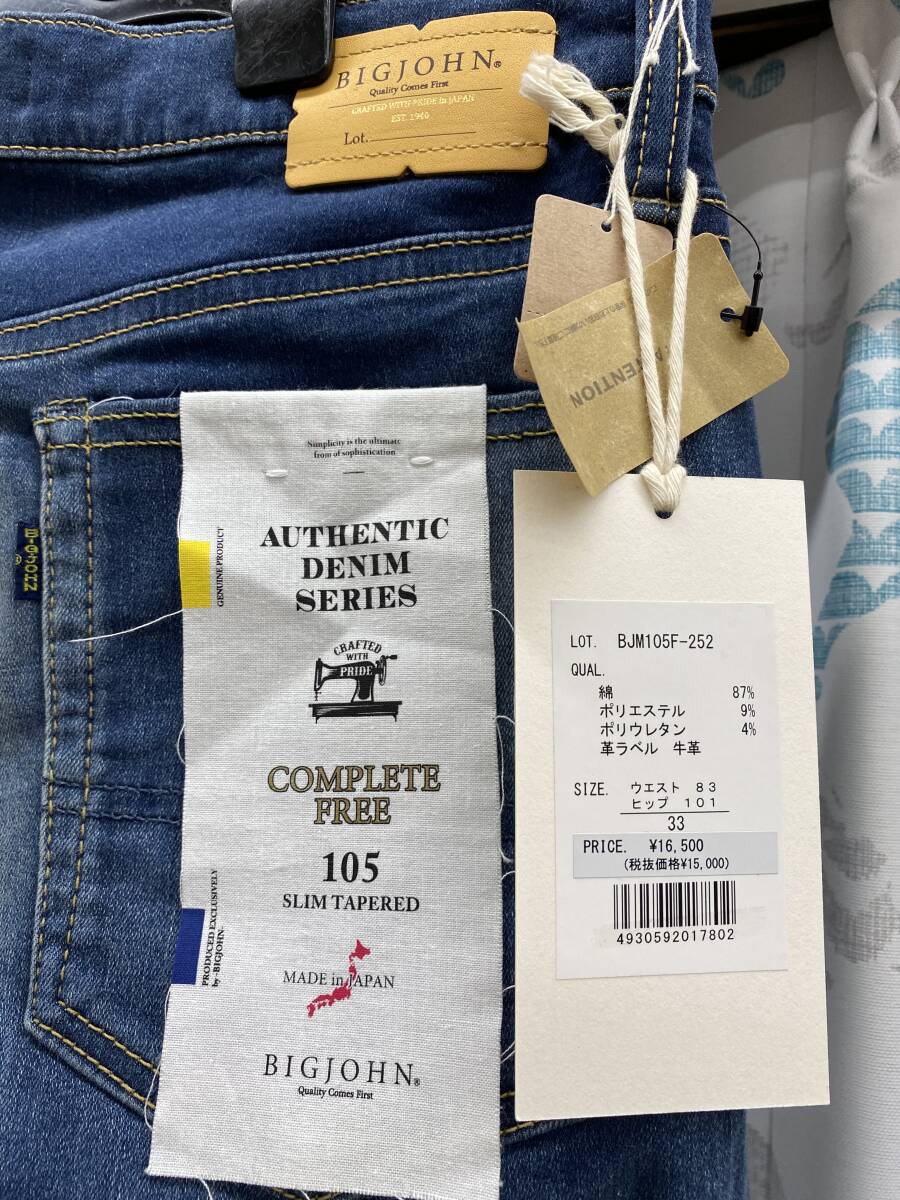 BIGJOHN®
Quality Comes First
CRAFTED WITH PRIDE in JAPAN
EST. 1940
Lot.
ATTENTION
Simplicity is the ultimate
from of sophistication
AUTHENTIC
DENIM
SERIES
GENUINE PRODUCT
CRAFTED
WITH
PRIDE
COMPLETE
FREE
105
SLIM TAPERED
PRODUCED EXCLUSIVELY
by-BIGJOHN-
MADE in JAPAN
BIGJOHN®
Quality Comes First
BIGJOHN
®
LOT. BJM105F-252
QUAL.
綿 87%
ポリエステル 9%
ポリウレタン 4%
革ラベル 牛革
SIZE. ウエスト 83
ヒップ 101
33
PRICE. ¥16,500
(税抜価格¥15,000)
4930592017802